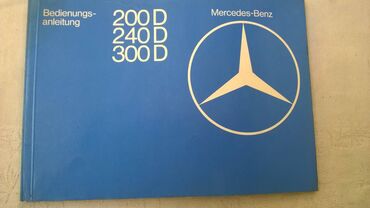 Bedienungs-
anleitung
200 D
240 D
300 D
Mercedes-Benz